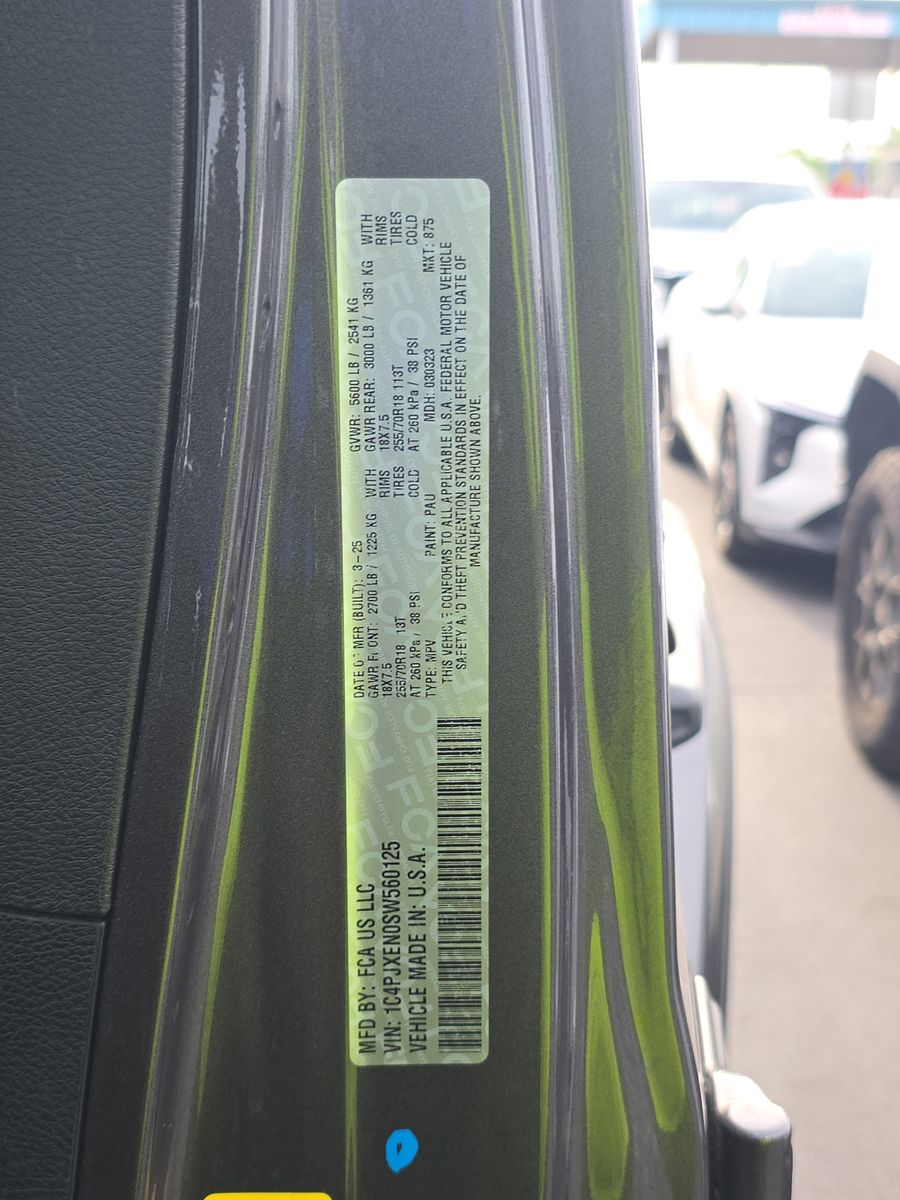 MFD BY: FCA US LLC
VIN: 1C4PJXEN0SW560125
VEHICLE MADE IN: U.S.A.
DATE OF MFR (BUILT): 3-25 GVWR: 5600 LB / 2541 KG
GAWR FRONT: 2700 LB / 1225 KG WITH GAWR REAR: 3000 LB / 1361 KG WITH
18X7.5 RIMS 18X7.5 RIMS
255/70R18 113T TIRES 255/70R18 113T TIRES
AT 260 kPa / 38 PSI COLD AT 260 kPa / 38 PSI COLD
TYPE: MPV PAINT: PAU MDH: 030323 MKT: 875
THIS VEHICLE CONFORMS TO ALL APPLICABLE U.S.A. FEDERAL MOTOR VEHICLE
SAFETY AND THEFT PREVENTION STANDARDS IN EFFECT ON THE DATE OF
MANUFACTURE SHOWN ABOVE.